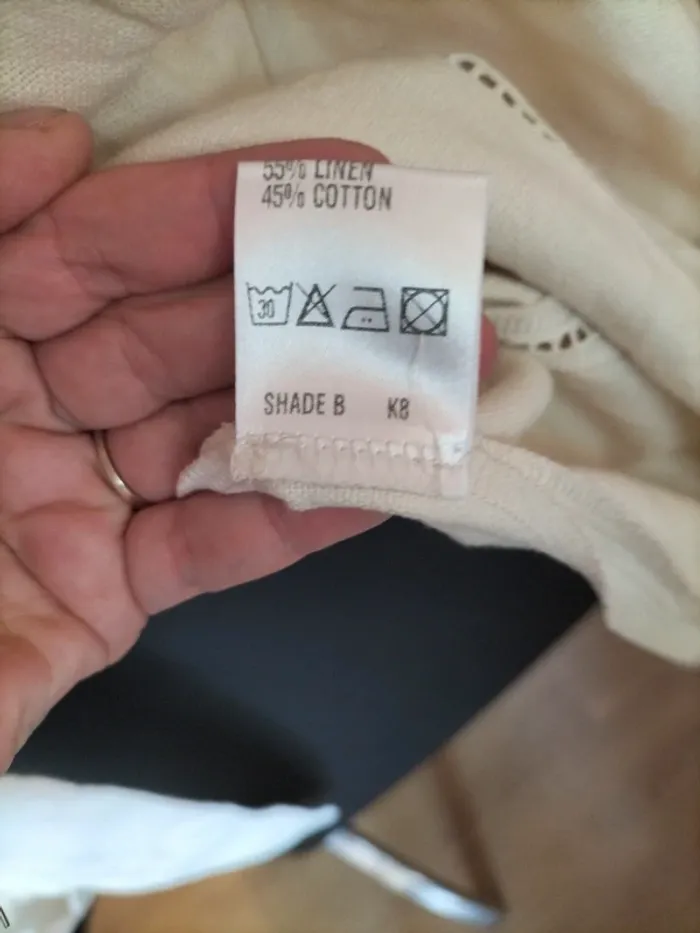 55% LINEN
45% COTTON
30
SHADE B K8